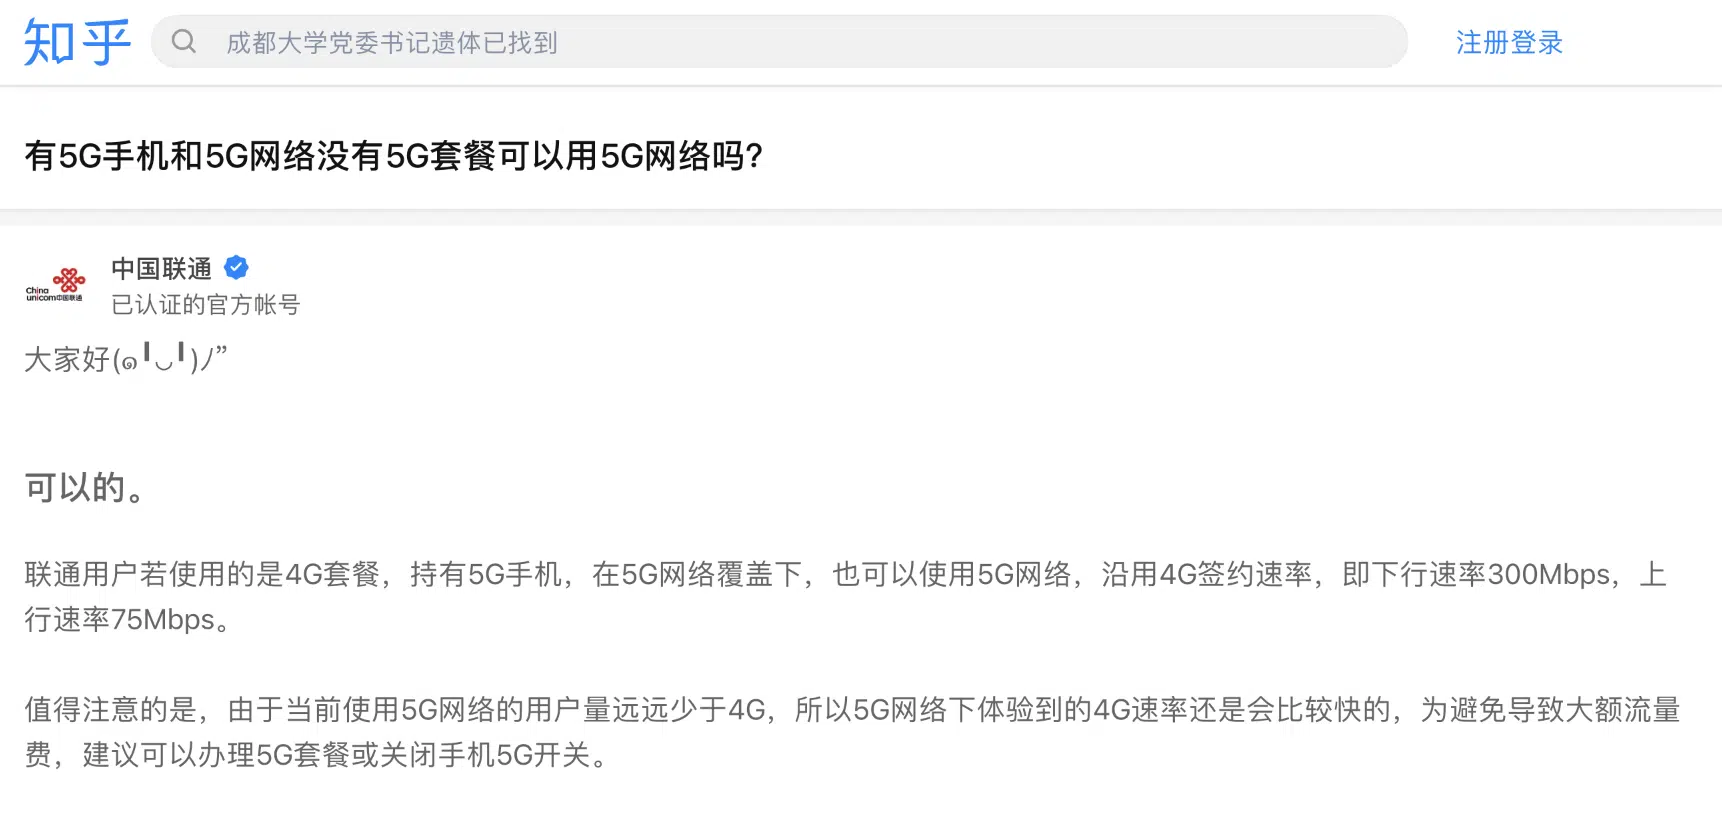 知乎
成都大学党委书记遗体已找到
注册登录
有5G手机和5G网络没有5G套餐可以用5G网络吗?
China
unicom中国联通
中国联通
已认证的官方帐号
大家好(๑╹◡╹)ﾉ”
可以的。
联通用户若使用的是4G套餐，持有5G手机，在5G网络覆盖下，也可以使用5G网络，沿用4G签约速率，即下行速率300Mbps，上
行速率75Mbps。
值得注意的是，由于当前使用5G网络的用户量远远少于4G，所以5G网络下体验到的4G速率还是会比较快的，为避免导致大额流量
费，建议可以办理5G套餐或关闭手机5G开关。